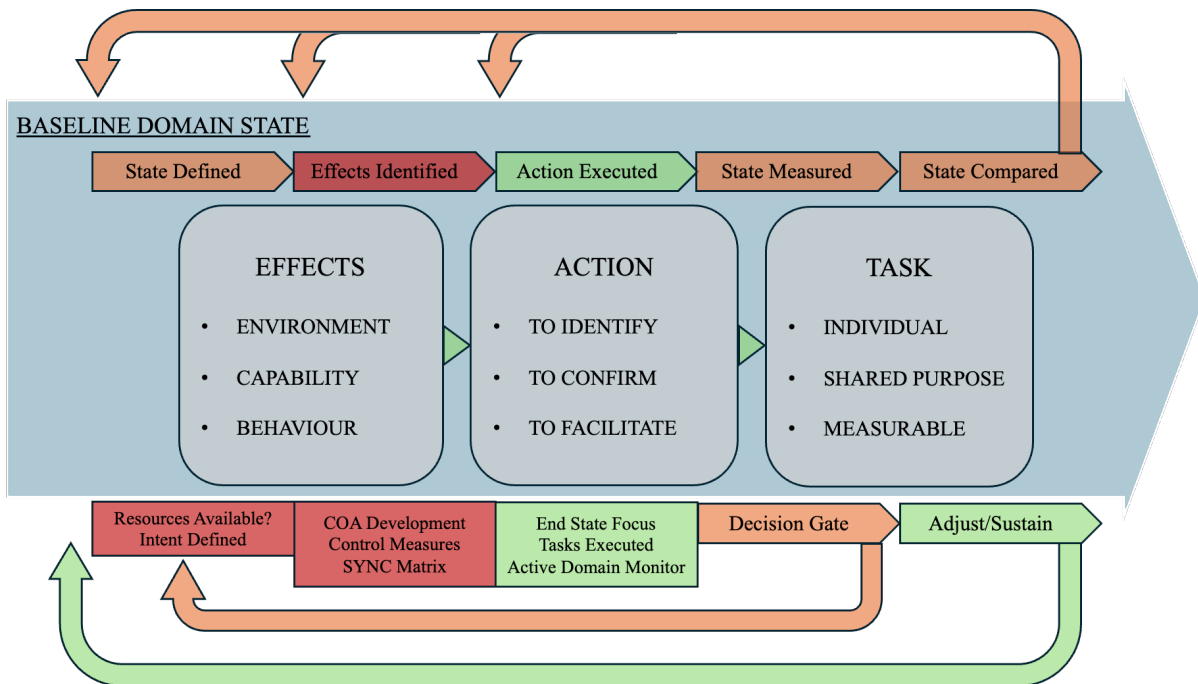 BASELINE DOMAIN STATE
State Defined
Effects Identified
Action Executed
State Measured
State Compared
EFFECTS
• ENVIRONMENT
• CAPABILITY
• BEHAVIOUR
ACTION
• TO IDENTIFY
• TO CONFIRM
• TO FACILITATE
TASK
• INDIVIDUAL
• SHARED PURPOSE
• MEASURABLE
Resources Available?
Intent Defined
COA Development
Control Measures
SYNC Matrix
End State Focus
Tasks Executed
Active Domain Monitor
Decision Gate
Adjust/Sustain